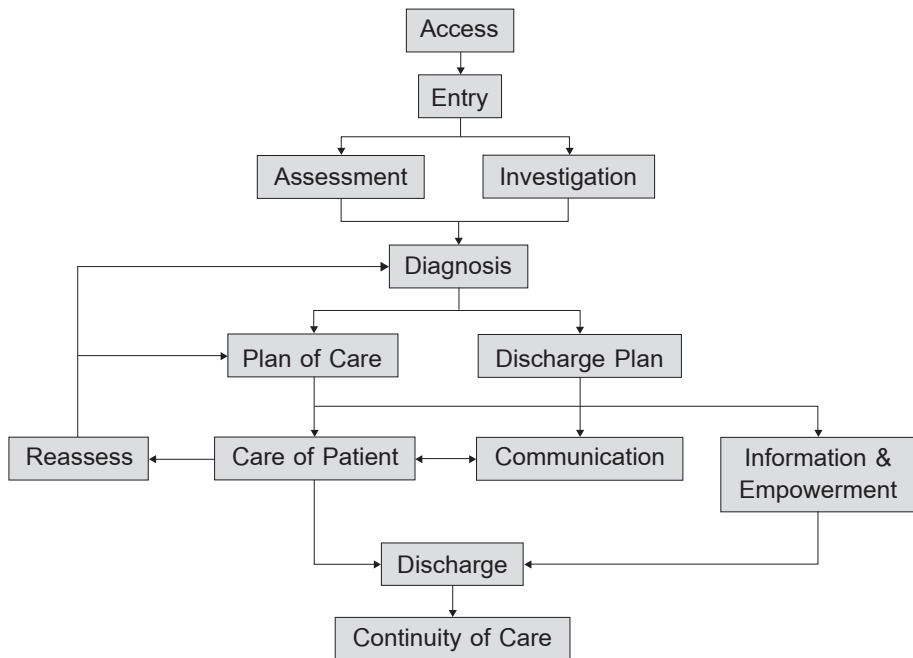 Access
Entry
Assessment
Investigation
Diagnosis
Plan of Care
Discharge Plan
Reassess
Care of Patient
Communication
Information &
Empowerment
Discharge
Continuity of Care